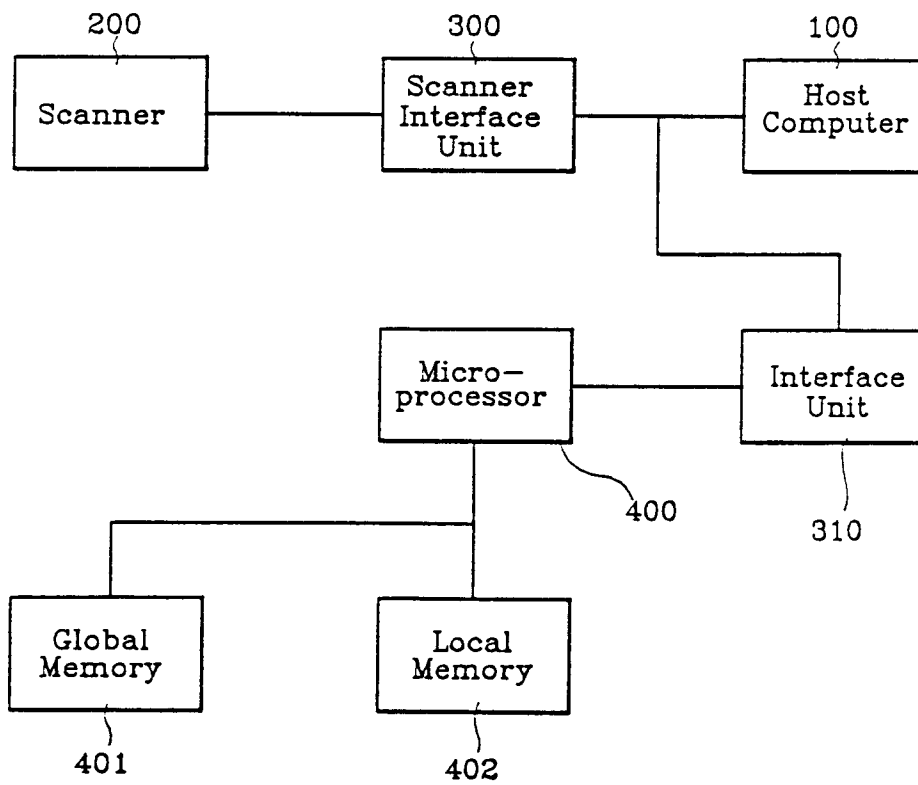 200
300
100
Scanner
Scanner
Interface
Unit
Host
Computer
Micro-
processor
Interface
Unit
400
310
Global
Memory
Local
Memory
401
402